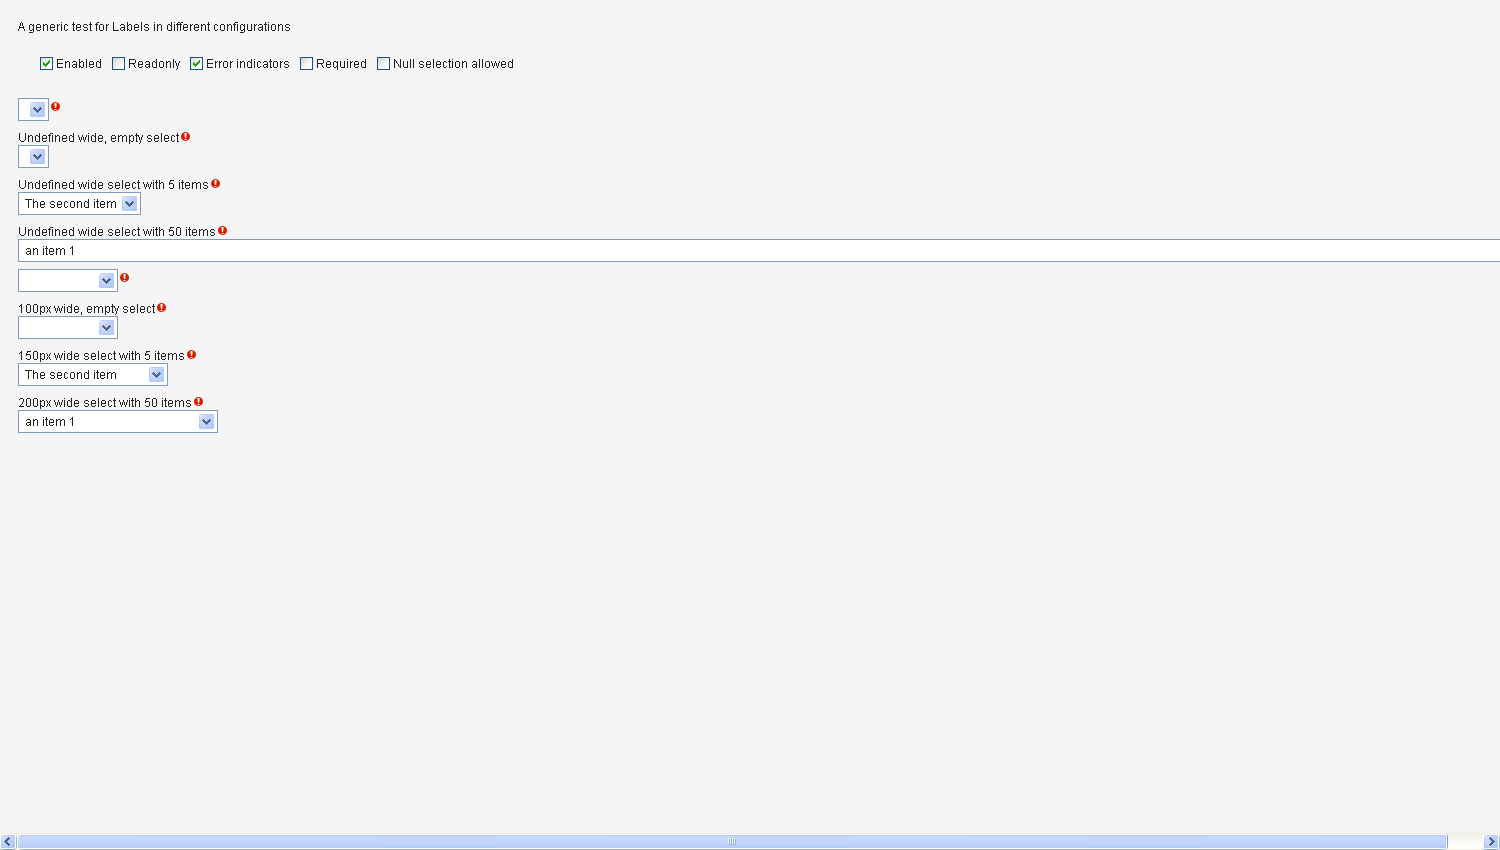 A generic test for Labels in different configurations
Enabled Readonly Error indicators Required Null selection allowed
Undefined wide, empty select
Undefined wide select with 5 items
The second item
Undefined wide select with 50 items
an item 1
100px wide, empty select
150px wide select with 5 items
The second item
200px wide select with 50 items
an item 1